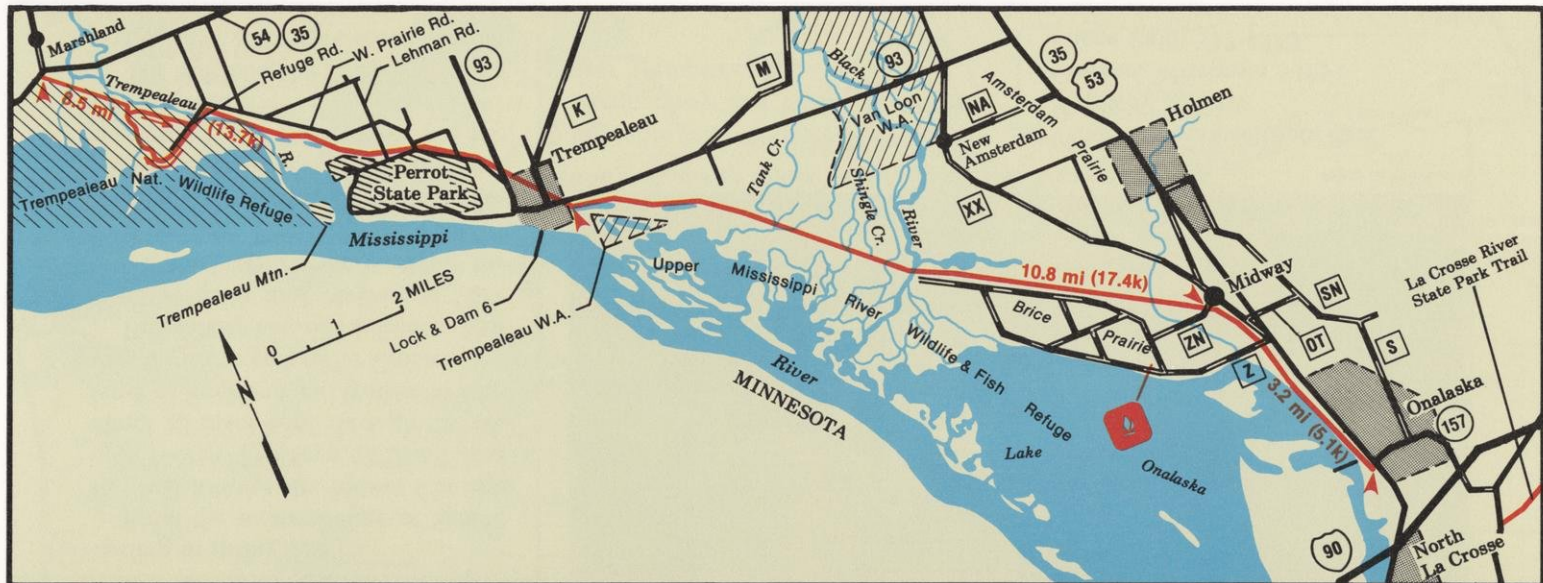 Marshland
54
35
Refuge Rd.
W. Prairie Rd.
Lehman Rd.
93
Trempealeau
R.
8.5 mi
(13.7k)
Trempealeau Nat. Wildlife Refuge
Perrot
State Park
K
Trempealeau
M
Mississippi
River
Trempealeau Mtn.
Lock & Dam 6
Trempealeau W.A.
0 1 2 MILES
N
Black
River
93
Van Loon
W.A.
Tank Cr.
Shingle Cr.
NA
New
Amsterdam
Amsterdam
Prairie
35
53
Holmen
XX
Upper Mississippi River Wildlife & Fish Refuge
10.8 mi (17.4k)
Midway
Brice
Prairie
ZN
Z
OT
SN
S
La Crosse River
State Park Trail
MINNESOTA
Lake
Onalaska
3.2 mi (5.1k)
Onalaska
157
90
North
La Crosse